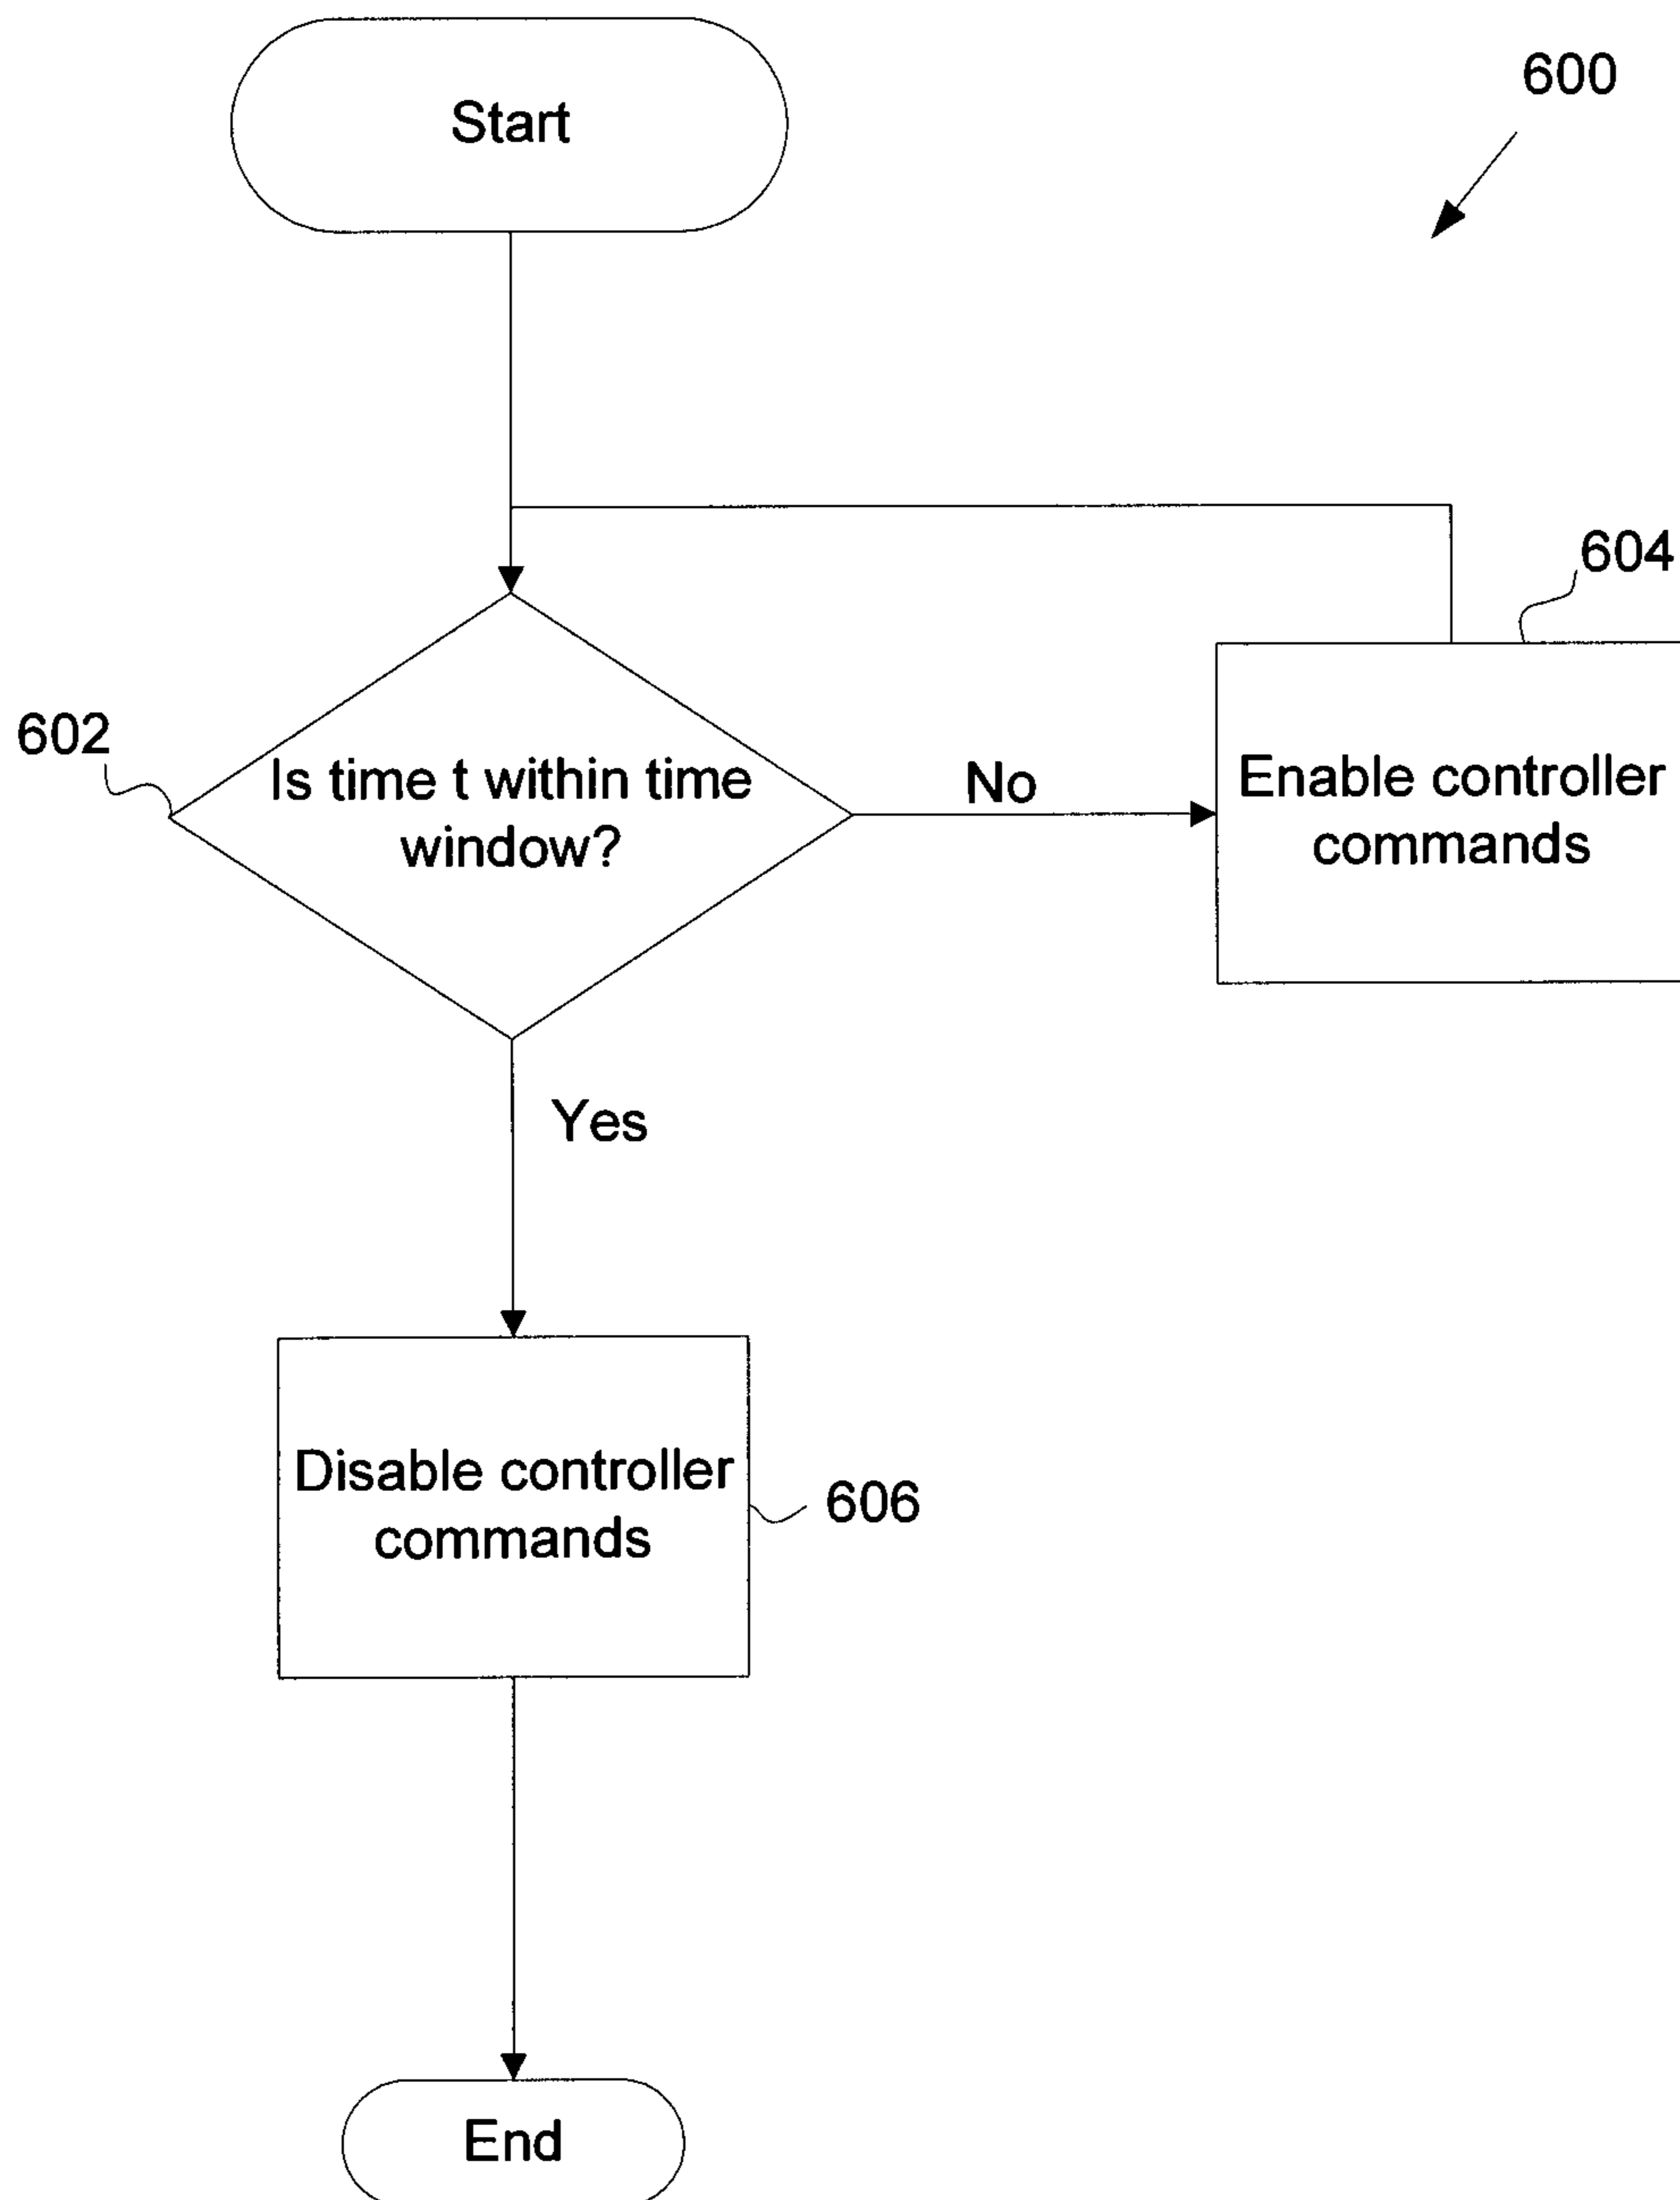 Start
600
604
602
Is time t within time
window?
No
Enable controller
commands
Yes
Disable controller
commands
606
End